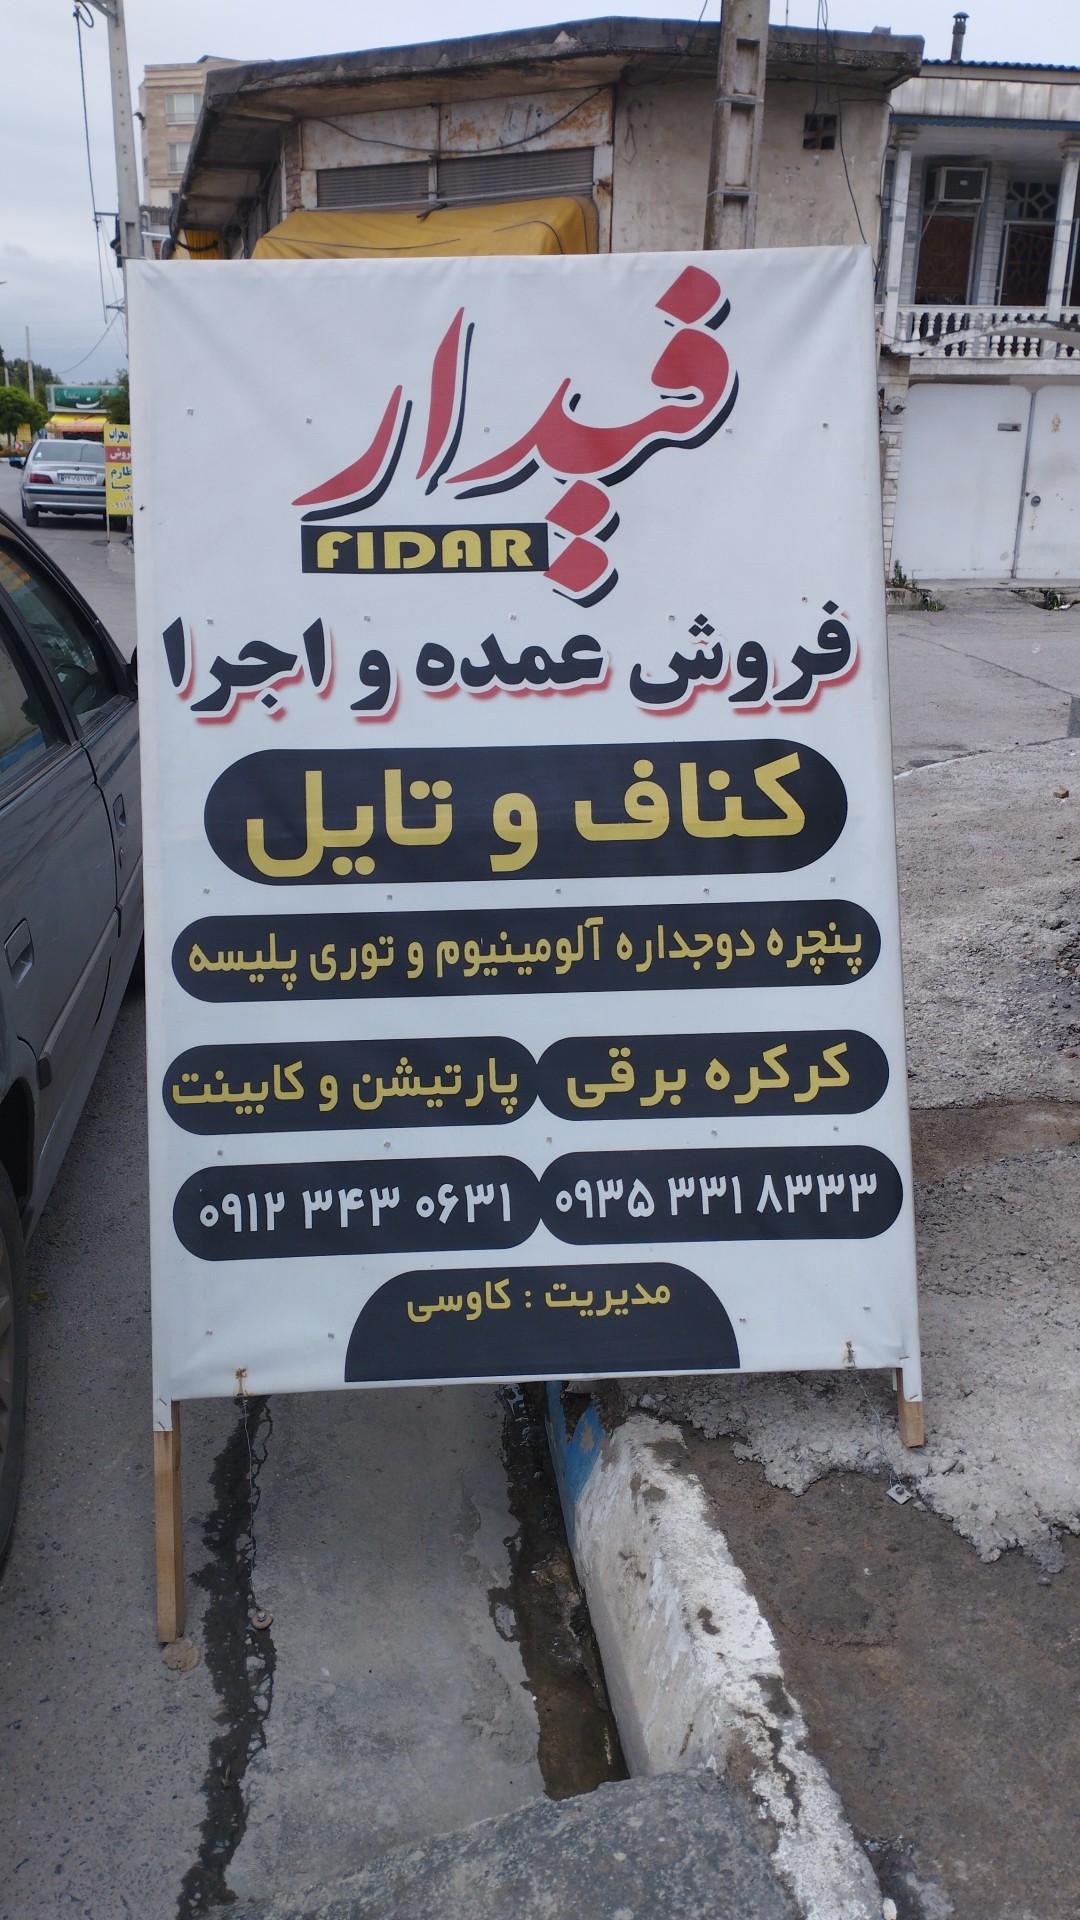 فیدار
FIDAR
فروش عمده و اجرا
کناف و تایل
پنچره دوجداره آلومینیوم و توری پلیسه
کرکره برقی
پارتیشن و کابینت
۰۹۳۵ ۳۳۱ ۸۳۳۳
۰۹۱۲ ۳۴۳ ۰۶۳۱
مدیریت : کاوسی